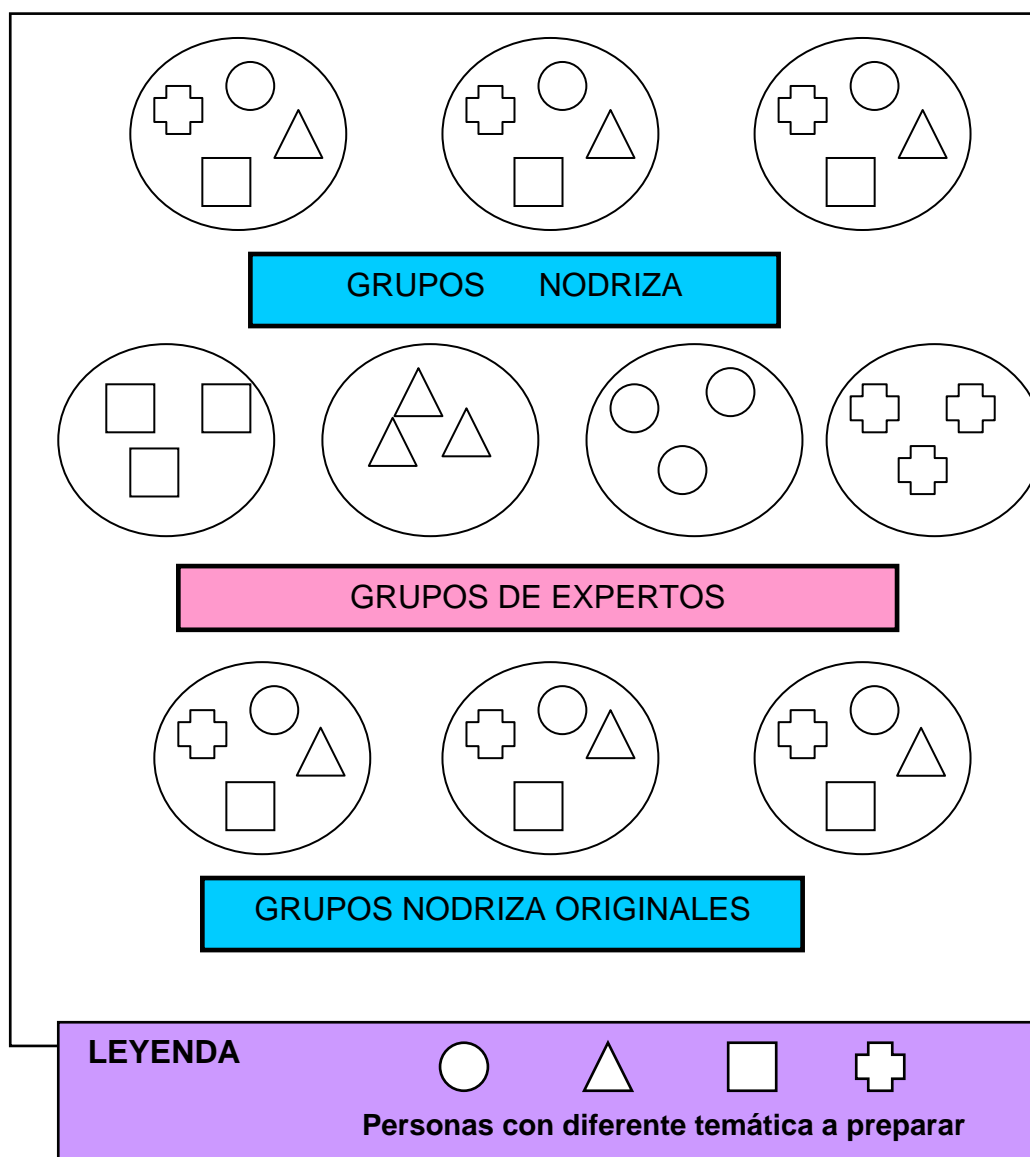 GRUPOS NODRIZA
GRUPOS DE EXPERTOS
GRUPOS NODRIZA ORIGINALES
LEYENDA
Personas con diferente temática a preparar